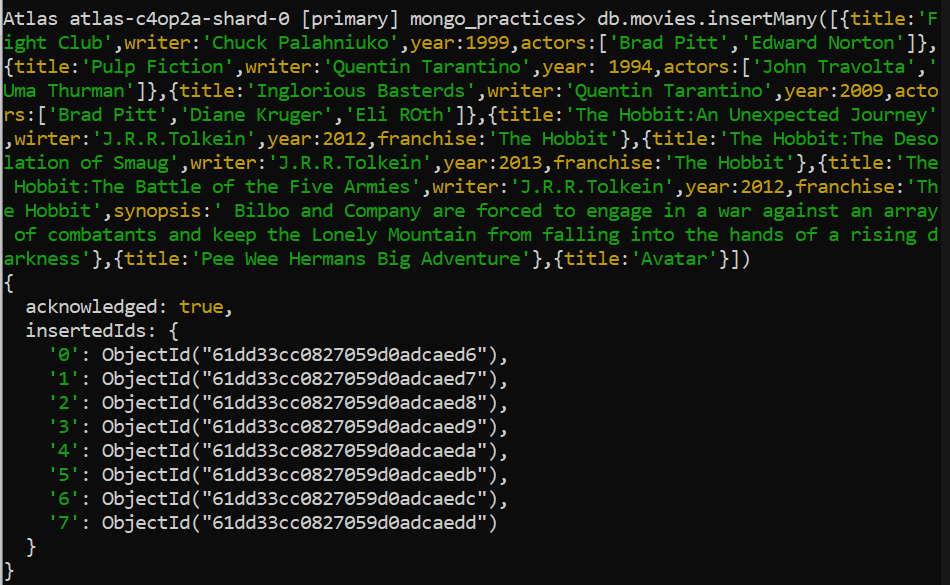 Atlas atlas-c4op2a-shard-0 [primary] mongo_practices> db.movies.insertMany([{title:'F
ight Club',writer:'Chuck Palahniuko',year:1999,actors:['Brad Pitt','Edward Norton']},
{title:'Pulp Fiction',writer:'Quentin Tarantino',year: 1994,actors:['John Travolta','
Uma Thurman']},{title:'Inglorious Basterds',writer:'Quentin Tarantino',year:2009,acto
rs:['Brad Pitt','Diane Kruger','Eli ROth']},{title:'The Hobbit:An Unexpected Journey'
,wirter:'J.R.R.Tolkein',year:2012,franchise:'The Hobbit'},{title:'The Hobbit:The Deso
lation of Smaug',writer:'J.R.R.Tolkein',year:2013,franchise:'The Hobbit'},{title:'The
 Hobbit:The Battle of the Five Armies',writer:'J.R.R.Tolkein',year:2012,franchise:'Th
e Hobbit',synopsis:' Bilbo and Company are forced to engage in a war against an array
 of combatants and keep the Lonely Mountain from falling into the hands of a rising d
arkness'},{title:'Pee Wee Hermans Big Adventure'},{title:'Avatar'}])
{
  acknowledged: true,
  insertedIds: {
    '0': ObjectId("61dd33cc0827059d0adcaed6"),
    '1': ObjectId("61dd33cc0827059d0adcaed7"),
    '2': ObjectId("61dd33cc0827059d0adcaed8"),
    '3': ObjectId("61dd33cc0827059d0adcaed9"),
    '4': ObjectId("61dd33cc0827059d0adcaeda"),
    '5': ObjectId("61dd33cc0827059d0adcaedb"),
    '6': ObjectId("61dd33cc0827059d0adcaedc"),
    '7': ObjectId("61dd33cc0827059d0adcaedd")
  }
}